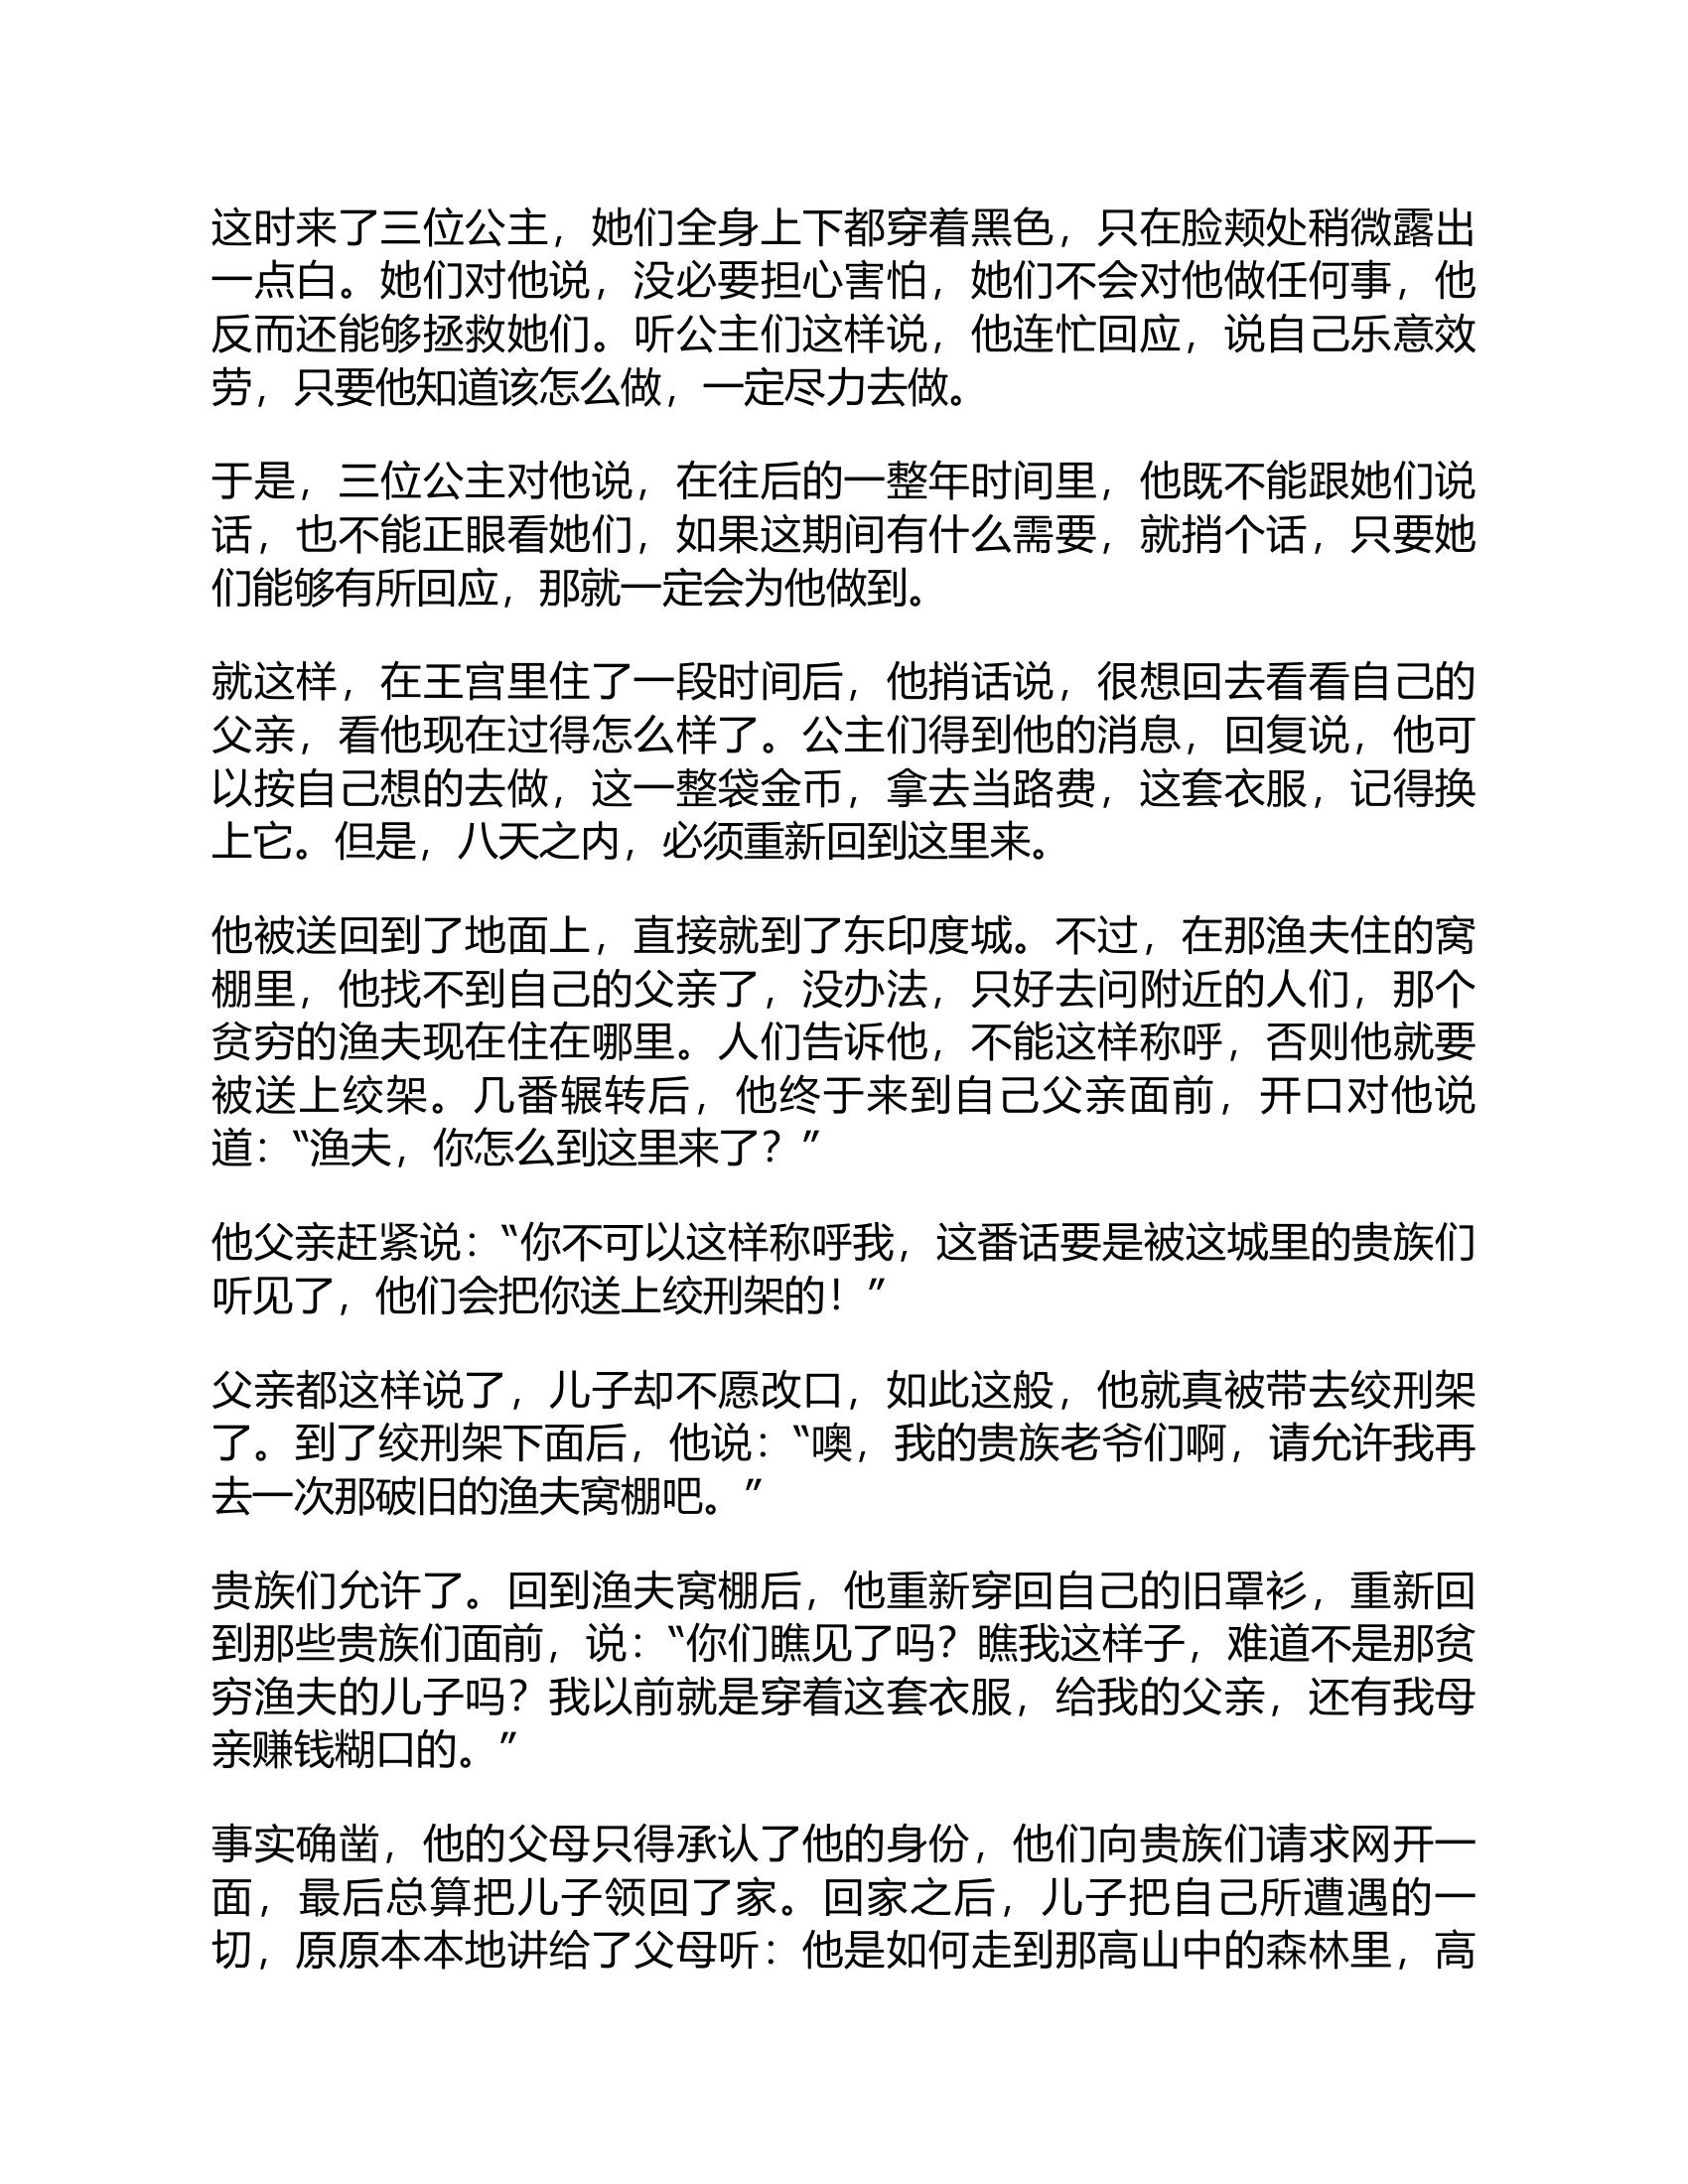 这时来了三位公主，她们全身上下都穿着黑色，只在脸颊处稍微露出
一点白。她们对他说，没必要担心害怕，她们不会对他做任何事，他
反而还能够拯救她们。听公主们这样说，他连忙回应，说自己乐意效
劳，只要他知道该怎么做，一定尽力去做。
于是，三位公主对他说，在往后的一整年时间里，他既不能跟她们说
话，也不能正眼看她们，如果这期间有什么需要，就捎个话，只要她
们能够有所回应，那就一定会为他做到。
就这样，在王宫里住了一段时间后，他捎话说，很想回去看看自己的
父亲，看他现在过得怎么样了。公主们得到他的消息，回复说，他可
以按自己想的去做，这一整袋金币，拿去当路费，这套衣服，记得换
上它。但是，八天之内，必须重新回到这里来。
他被送回到了地面上，直接就到了东印度城。不过，在那渔夫住的窝
棚里，他找不到自己的父亲了，没办法，只好去问附近的人们，那个
贫穷的渔夫现在住在哪里。人们告诉他，不能这样称呼，否则他就要
被送上绞架。几番辗转后，他终于来到自己父亲面前，开口对他说
道：“渔夫，你怎么到这里来了？”
他父亲赶紧说：“你不可以这样称呼我，这番话要是被这城里的贵族们
听见了，他们会把你送上绞刑架的！”
父亲都这样说了，儿子却不愿改口，如此这般，他就真被带去绞刑架
了。到了绞刑架下面后，他说：“噢，我的贵族老爷们啊，请允许我再
去一次那破旧的渔夫窝棚吧。”
贵族们允许了。回到渔夫窝棚后，他重新穿回自己的旧罩衫，重新回
到那些贵族们面前，说：“你们瞧见了吗？瞧我这样子，难道不是那贫
穷渔夫的儿子吗？我以前就是穿着这套衣服，给我的父亲，还有我母
亲赚钱糊口的。”
事实确凿，他的父母只得承认了他的身份，他们向贵族们请求网开一
面，最后总算把儿子领回了家。回家之后，儿子把自己所遭遇的一
切，原原本本地讲给了父母听：他是如何走到那高山中的森林里，高